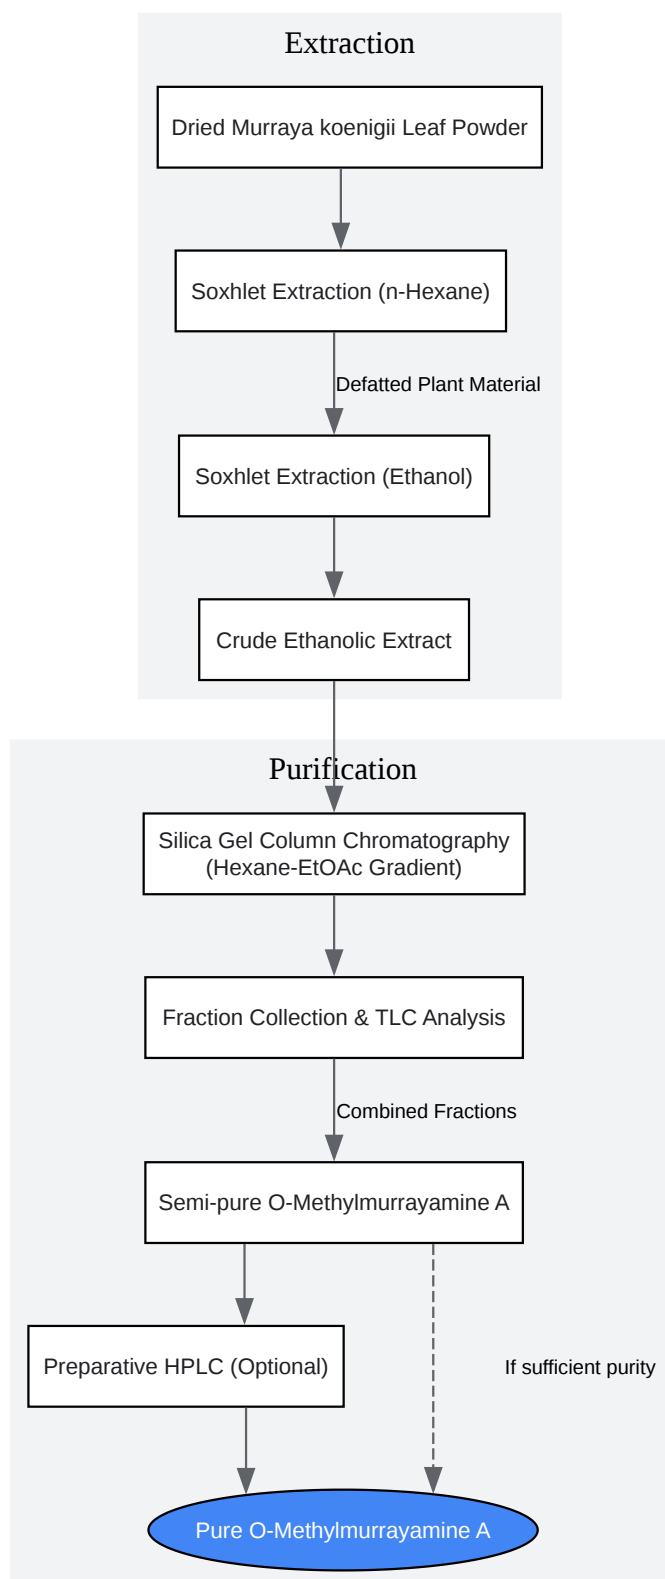 Extraction
Dried Murraya koenigii Leaf Powder
Soxhlet Extraction (n-Hexane)
Defatted Plant Material
Soxhlet Extraction (Ethanol)
Crude Ethanolic Extract
Purification
Silica Gel Column Chromatography
(Hexane-EtOAc Gradient)
Fraction Collection & TLC Analysis
Combined Fractions
Semi-pure O-Methylmurrayamine A
Preparative HPLC (Optional)
If sufficient purity
Pure O-Methylmurrayamine A